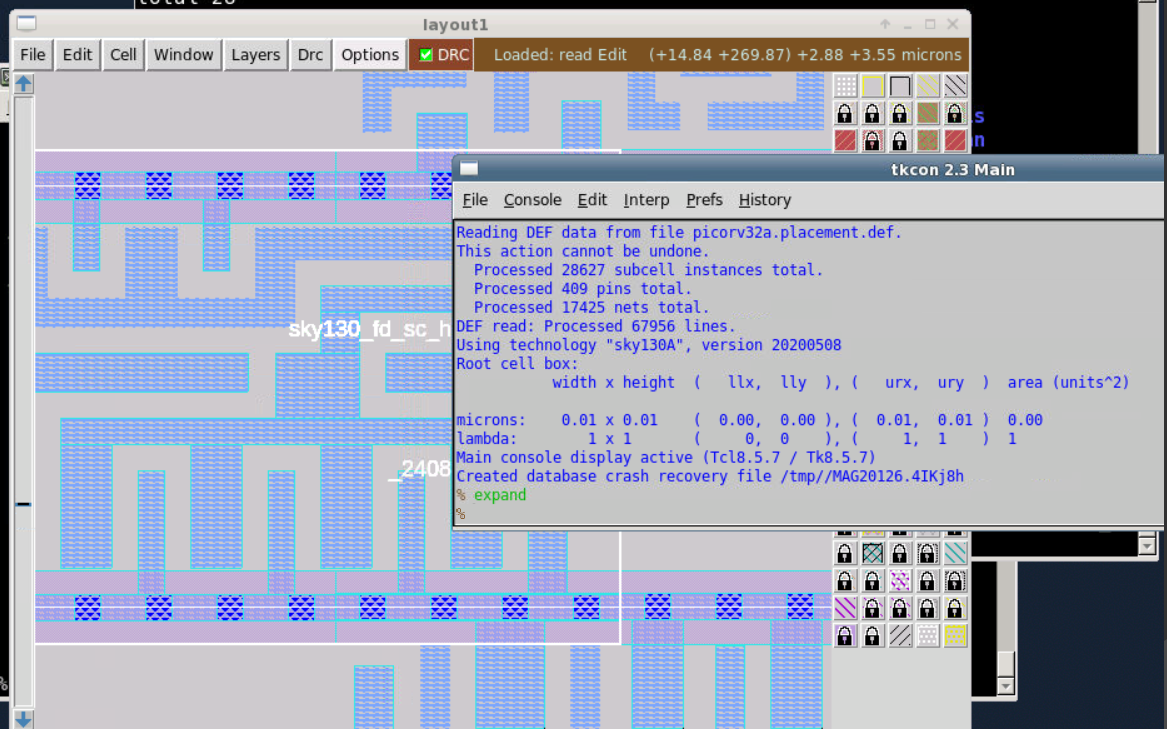 total 28
layout1
File Edit Cell Window Layers Drc Options DRC Loaded: read Edit (+14.84 +269.87) +2.88 +3.55 microns
s
n
tkcon 2.3 Main
File Console Edit Interp Prefs History
Reading DEF data from file picorv32a.placement.def.
This action cannot be undone.
Processed 28627 subcell instances total.
Processed 409 pins total.
Processed 17425 nets total.
DEF read: Processed 67956 lines.
Using technology "sky130A", version 20200508
Root cell box:
width x height ( llx, lly ), ( urx, ury ) area (units^2)
microns: 0.01 x 0.01 ( 0.00, 0.00 ), ( 0.01, 0.01 ) 0.00
lambda: 1 x 1 ( 0, 0 ), ( 1, 1 ) 1
Main console display active (Tcl8.5.7 / Tk8.5.7)
Created database crash recovery file /tmp//MAG20126.4IKj8h
% expand
%
sky130_fd_sc_h
_2408
%